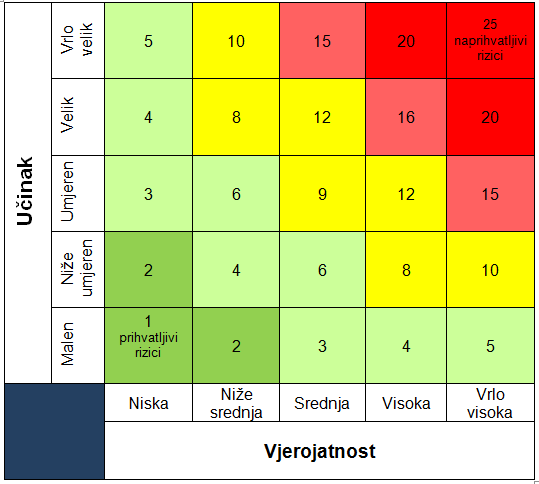 Učinak
Vrlo
velik
5
10
15
20
25
naprihvatljivi
rizici
Velik
4
8
12
16
20
Umjeren
3
6
9
12
15
Niže
umjeren
2
4
6
8
10
Malen
1
prihvatljivi
rizici
2
3
4
5
Niska
Niže
srednja
Srednja
Visoka
Vrlo
visoka
Vjerojatnost